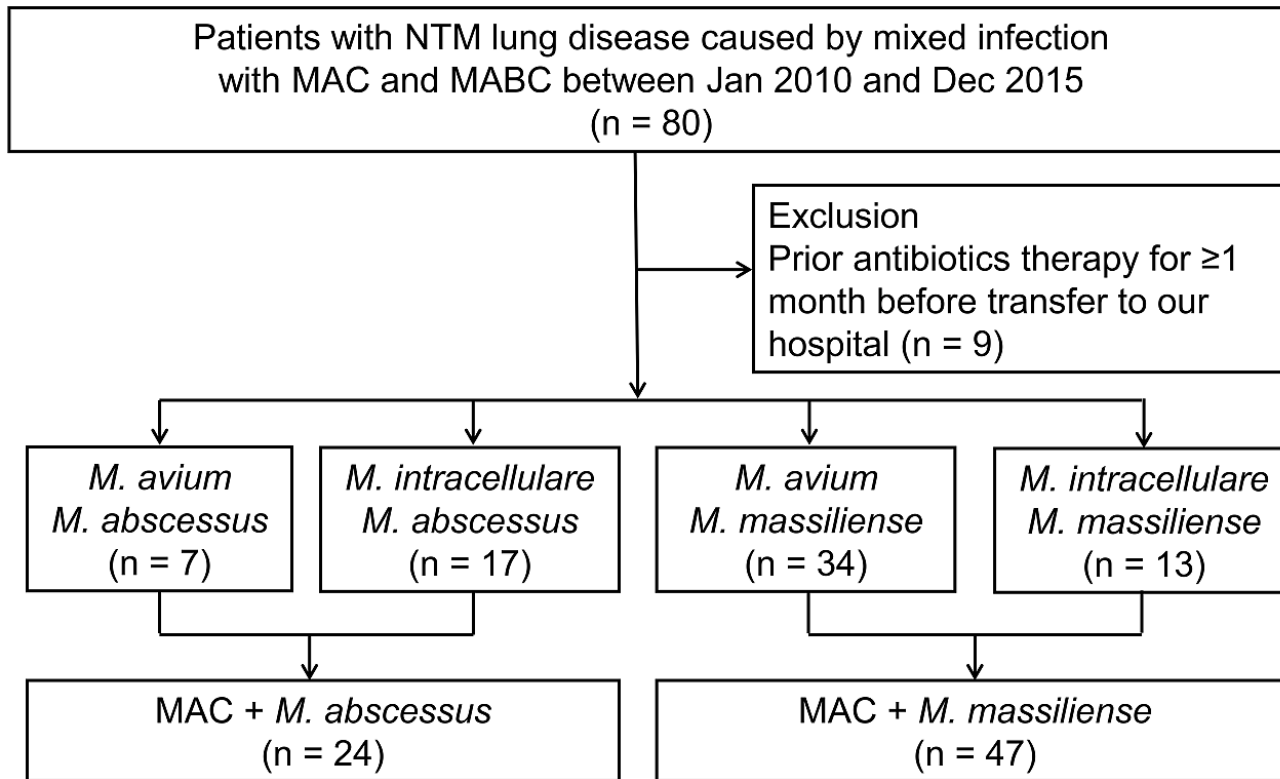 Patients with NTM lung disease caused by mixed infection
with MAC and MABC between Jan 2010 and Dec 2015
(n = 80)
Exclusion
Prior antibiotics therapy for ≥1
month before transfer to our
hospital (n = 9)
M. avium
M. abscessus
(n = 7)
M. intracellulare
M. abscessus
(n = 17)
M. avium
M. massiliense
(n = 34)
M. intracellulare
M. massiliense
(n = 13)
MAC + M. abscessus
(n = 24)
MAC + M. massiliense
(n = 47)